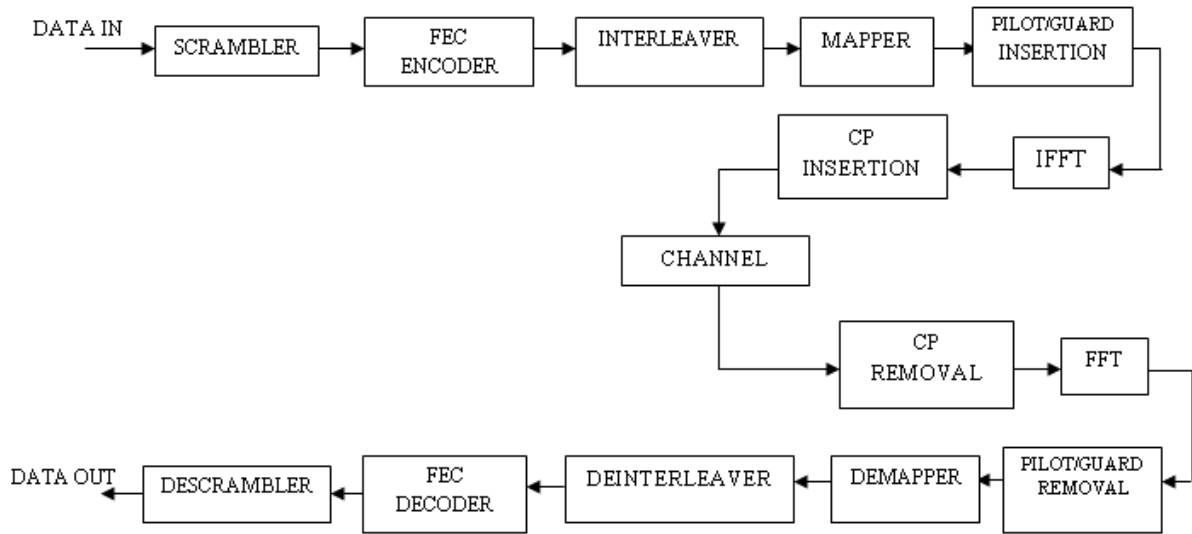 DATA IN
SCRAMBLER
FEC
ENCODER
INTERLEAVER
MAPPER
PILOT/GUARD
INSERTION
CP
INSERTION
IFFT
CHANNEL
CP
REMOVAL
FFT
DATA OUT
DESCRAMBLER
FEC
DECODER
DEINTERLEAVER
DEMAPPER
PILOT/GUARD
REMOVAL